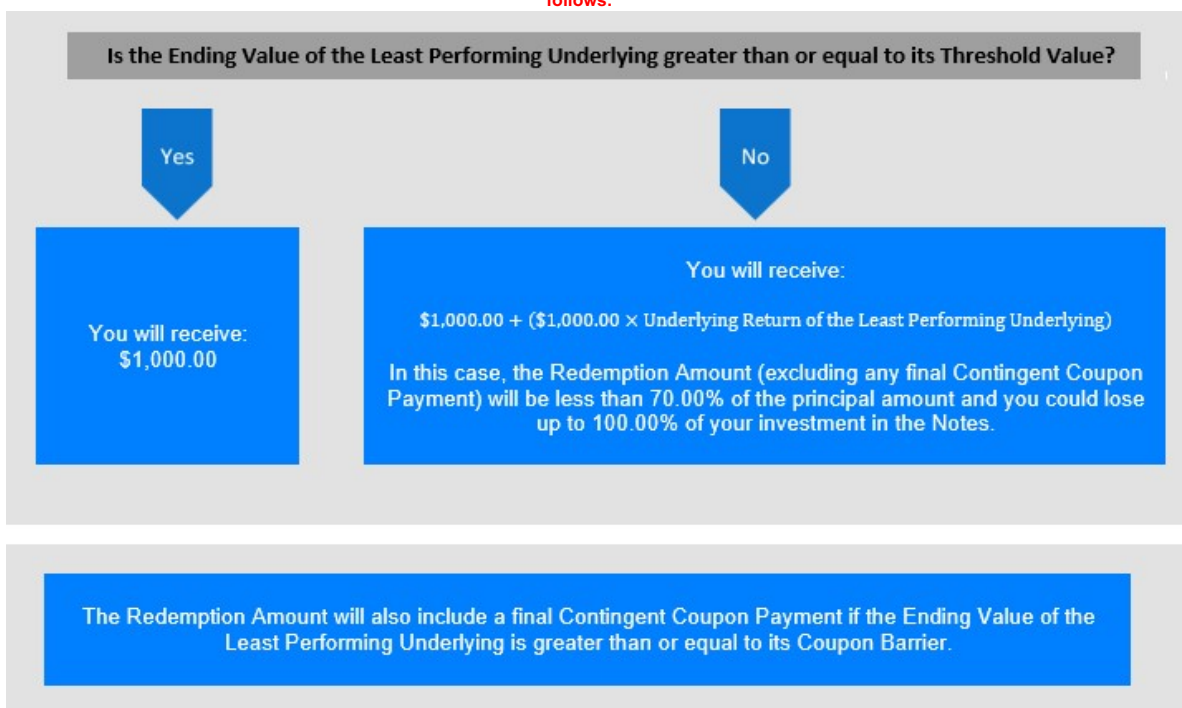 follows:
Is the Ending Value of the Least Performing Underlying greater than or equal to its Threshold Value?
Yes
No
You will receive:
$1,000.00
You will receive:
$1,000.00 + ($1,000.00 × Underlying Return of the Least Performing Underlying)
In this case, the Redemption Amount (excluding any final Contingent Coupon
Payment) will be less than 70.00% of the principal amount and you could lose
up to 100.00% of your investment in the Notes.
The Redemption Amount will also include a final Contingent Coupon Payment if the Ending Value of the
Least Performing Underlying is greater than or equal to its Coupon Barrier.